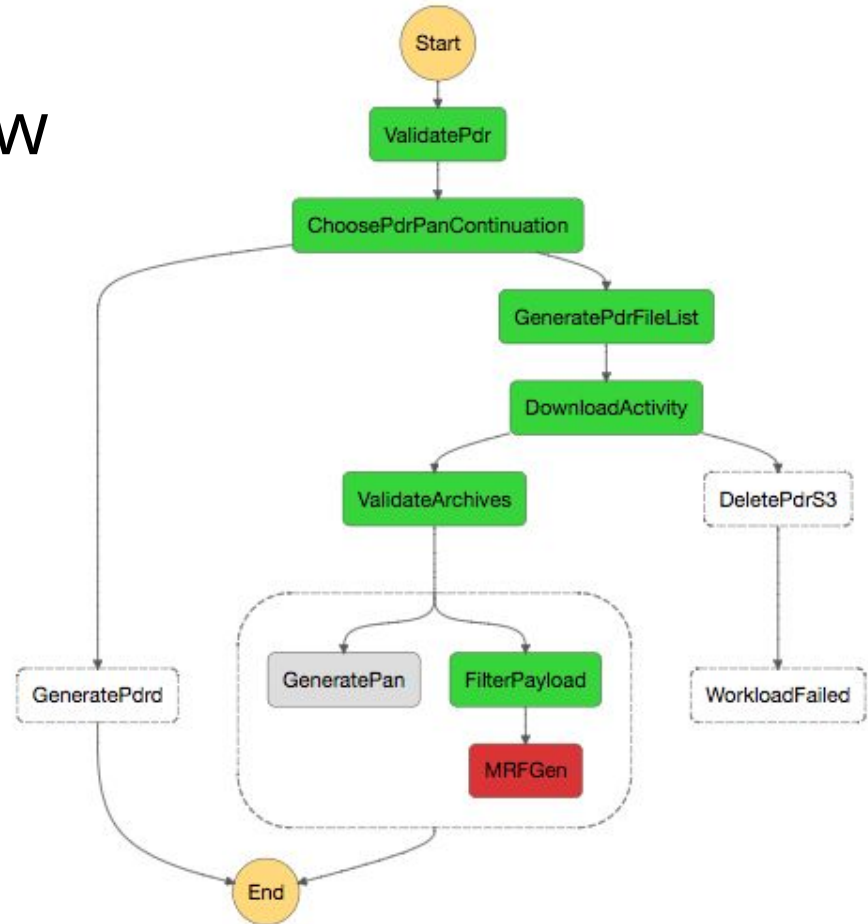 w
Start
ValidatePdr
ChoosePdrPanContinuation
GeneratePdrFileList
DownloadActivity
ValidateArchives
DeletePdrS3
GeneratePdrd
GeneratePan
FilterPayload
WorkloadFailed
MRFGen
End